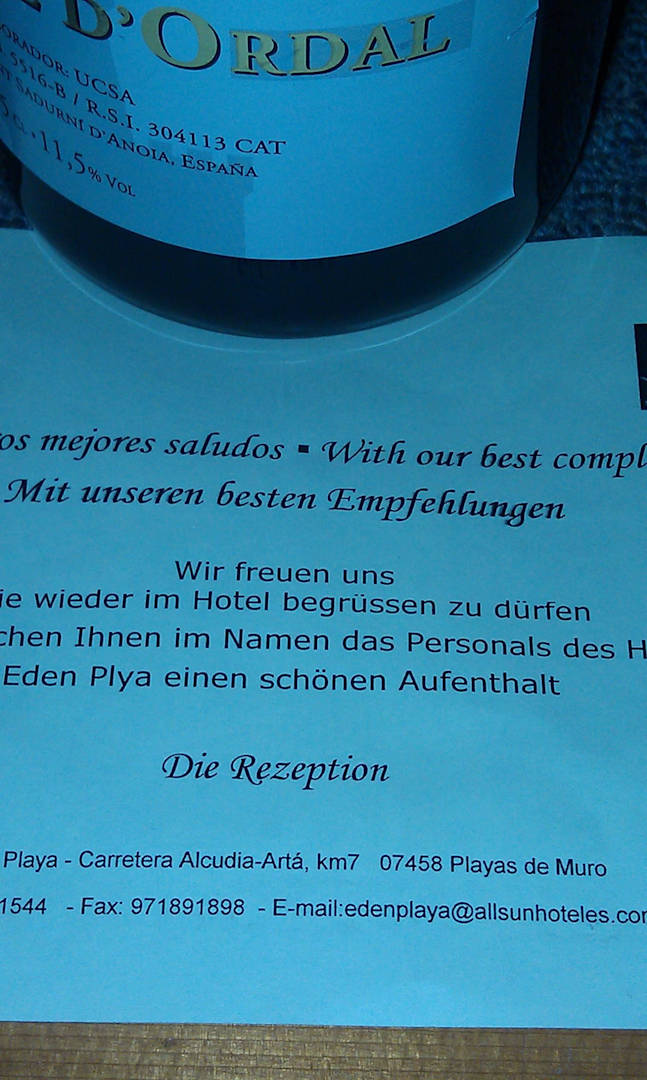 D'ORDAL
ORADOR: UCSA
5516-B / R.S.I. 304113 CAT
SADURNÍ D'ANOIA, ESPAÑA
CL • 11,5% VOL
os mejores saludos ▪ With our best compl
Mit unseren besten Empfehlungen
Wir freuen uns
ie wieder im Hotel begrüssen zu dürfen
chen Ihnen im Namen das Personals des H
Eden Plya einen schönen Aufenthalt
Die Rezeption
Playa - Carretera Alcudia-Artá, km7 07458 Playas de Muro
1544 - Fax: 971891898 - E-mail:edenplaya@allsunhoteles.com